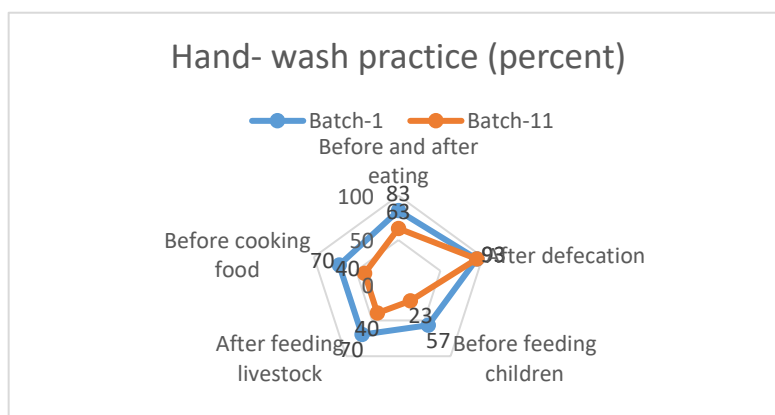 Hand- wash practice (percent)
Batch-1 Batch-11
Before and after
eating
83
100
63
50
Before cooking
food
70
40
0
93
After defecation
23
57
40
70
After feeding
livestock
Before feeding
children